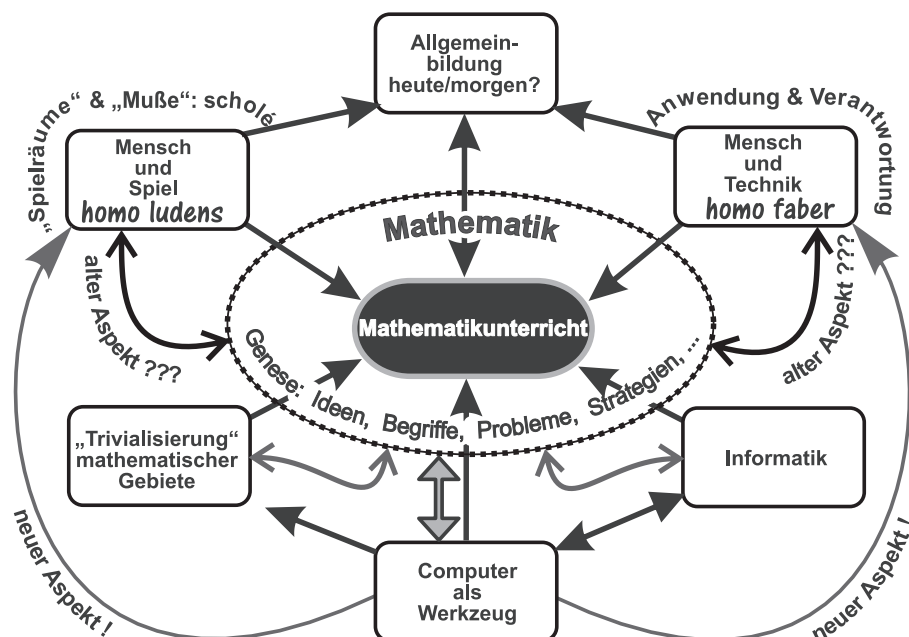 Allgemein-
bildung
heute/morgen?
„Spielräume“ & „Muße“: scholé
Anwendung & Verantwortung
Mensch
und
Spiel
homo ludens
Mensch
und
Technik
homo faber
Mathematik
alter Aspekt ???
alter Aspekt ???
Mathematikunterricht
Genese: Ideen, Begriffe, Probleme, Strategien, ...
„Trivialisierung“
mathematischer
Gebiete
Informatik
neuer Aspekt !
neuer Aspekt !
Computer
als
Werkzeug